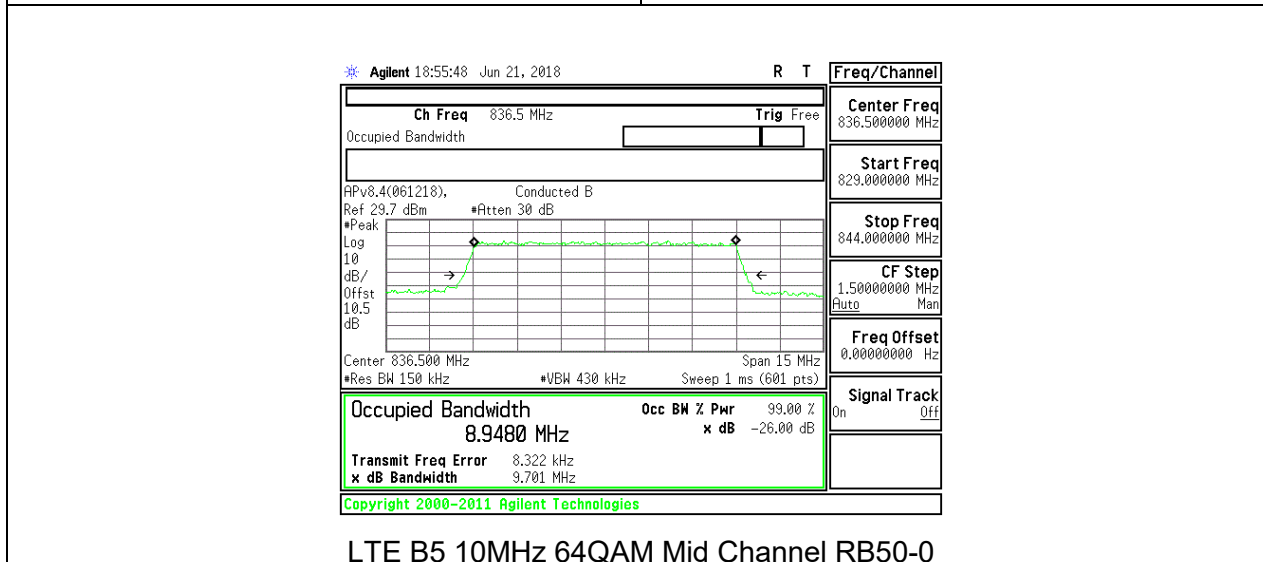 Agilent 18:55:48 Jun 21, 2018 R T
Freq/Channel
Ch Freq 836.5 MHz Trig Free
Occupied Bandwidth
Center Freq
836.500000 MHz
Start Freq
829.000000 MHz
APv8.4(061218), Conducted B
Ref 29.7 dBm #Atten 30 dB
#Peak
Log
10
dB/
Offst
10.5
dB
Stop Freq
844.000000 MHz
CF Step
1.50000000 MHz
Auto Man
Freq Offset
0.00000000 Hz
Center 836.500 MHz Span 15 MHz
#Res BW 150 kHz #VBW 430 kHz Sweep 1 ms (601 pts)
Signal Track
On Off
Occupied Bandwidth Occ BW % Pwr 99.00 %
8.9480 MHz x dB -26.00 dB
Transmit Freq Error 8.322 kHz
x dB Bandwidth 9.701 MHz
Copyright 2000-2011 Agilent Technologies
LTE B5 10MHz 64QAM Mid Channel RB50-0